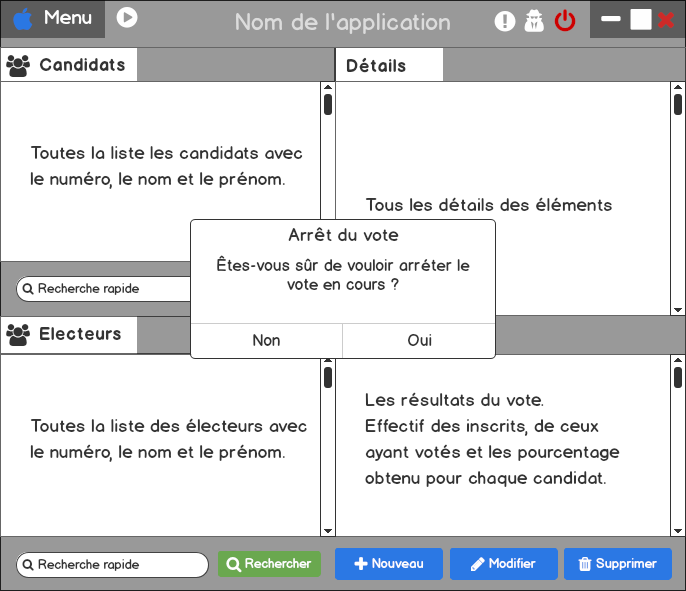 Menu
Nom de l'application
Candidats
Détails
Toutes la liste les candidats avec
le numéro, le nom et le prénom.
Tous les détails des éléments
Arrêt du vote
Êtes-vous sûr de vouloir arréter le
vote en cours ?
Non
Oui
Recherche rapide
Electeurs
Toutes la liste des électeurs avec
le numéro, le nom et le prénom.
Les résultats du vote.
Effectif des inscrits, de ceux
ayant votés et les pourcentage
obtenu pour chaque candidat.
Recherche rapide
Rechercher
Nouveau
Modifier
Supprimer